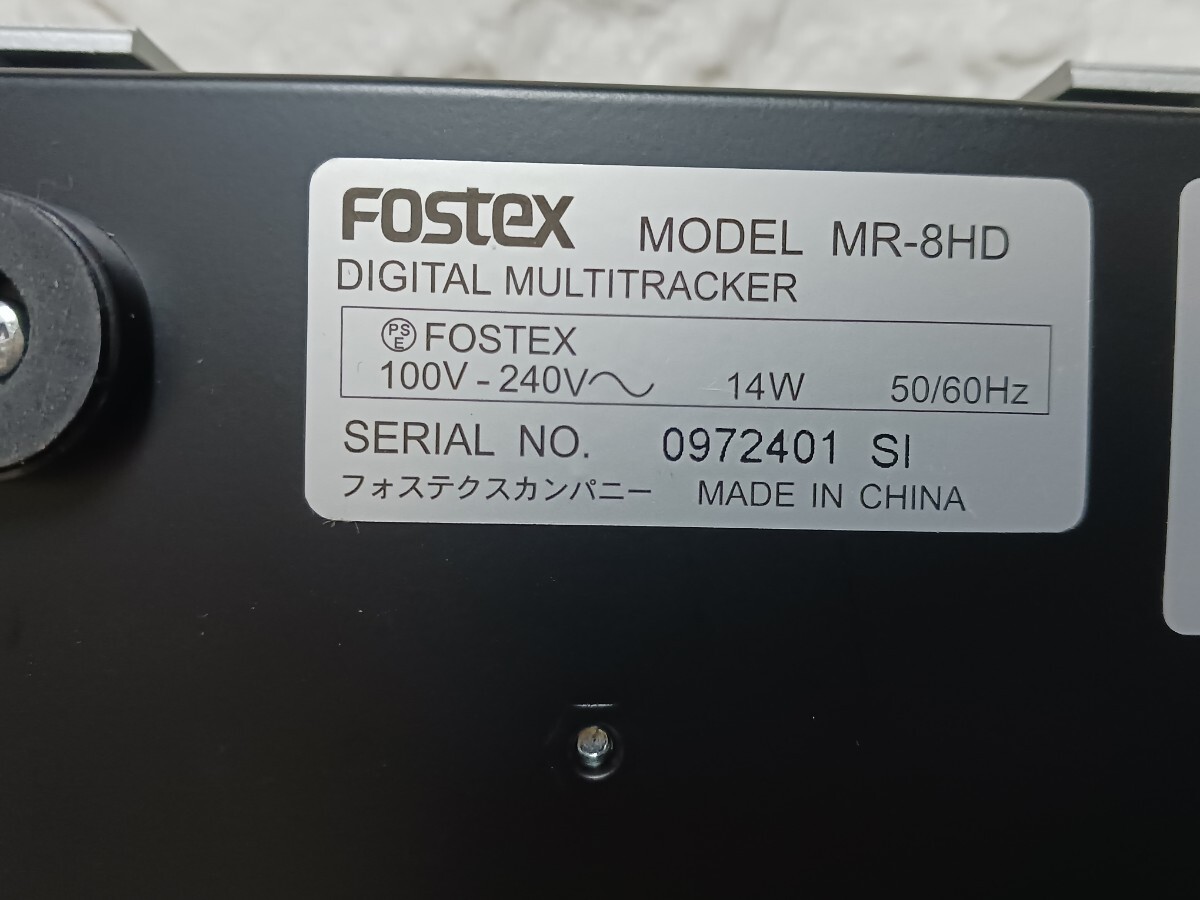 Fostex MODEL MR-8HD
DIGITAL MULTITRACKER
PSE FOSTEX
100V - 240V 14W 50/60Hz
SERIAL NO. 0972401 SI
フォステクスカンパニー MADE IN CHINA